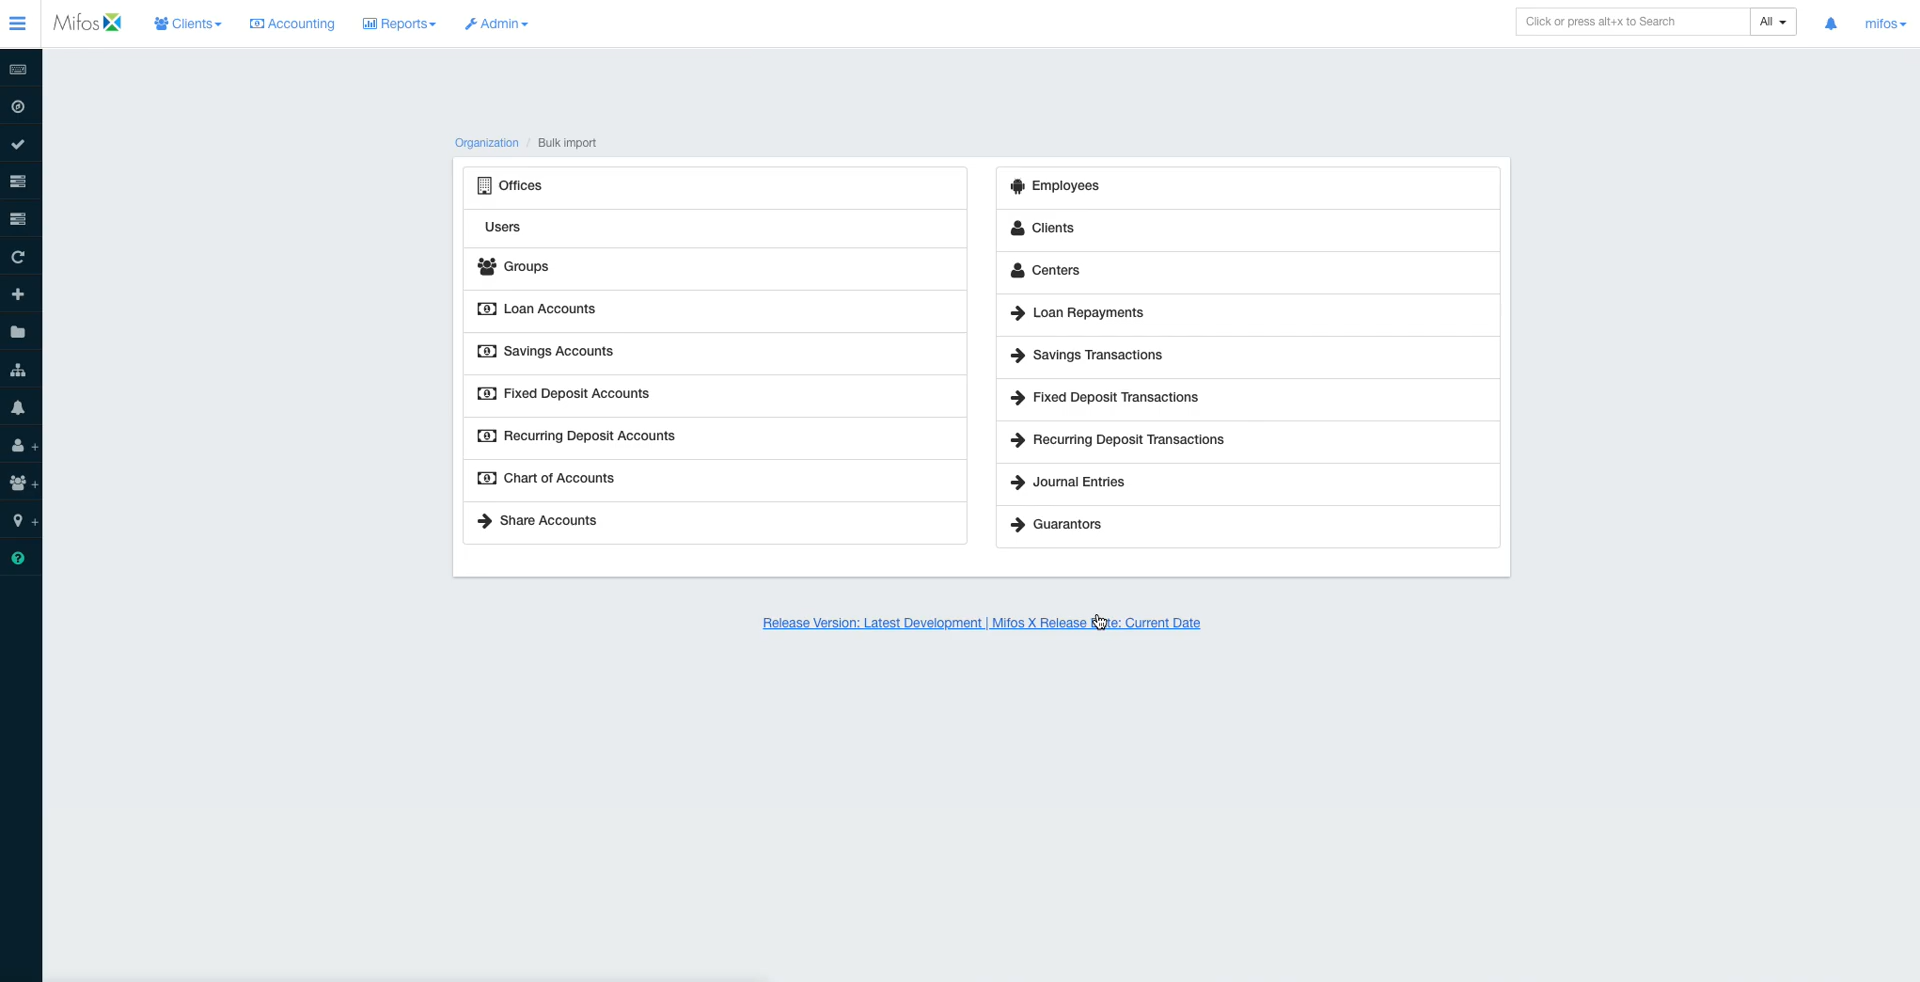 Mifos
Clients
Accounting
Reports
Admin
Click or press alt+x to Search
All
mifos
Organization / Bulk import
Offices
Users
Groups
Loan Accounts
Savings Accounts
Fixed Deposit Accounts
Recurring Deposit Accounts
Chart of Accounts
Share Accounts
Employees
Clients
Centers
Loan Repayments
Savings Transactions
Fixed Deposit Transactions
Recurring Deposit Transactions
Journal Entries
Guarantors
Release Version: Latest Development | Mifos X Release : Current Date